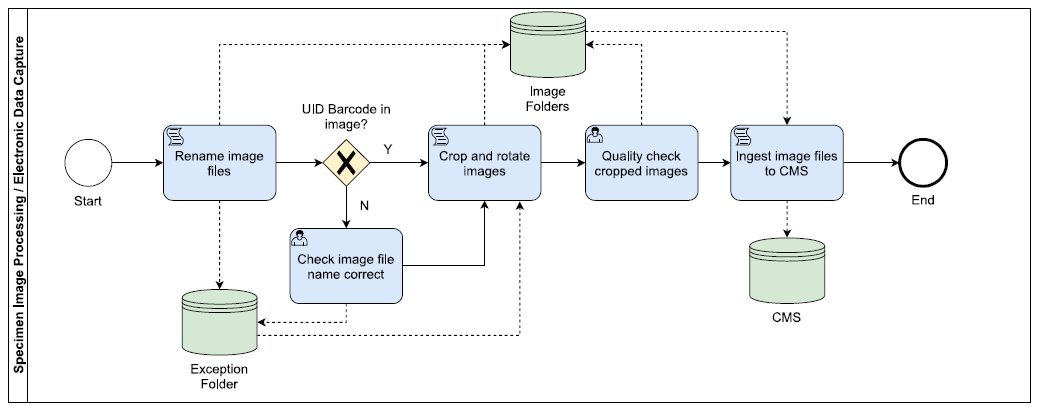 Specimen Image Processing / Electronic Data Capture
Image
Folders
UID Barcode in
image?
Y
N
Start
Rename image
files
Crop and rotate
images
Quality check
cropped images
Ingest image files
to CMS
End
Check image file
name correct
CMS
Exception
Folder